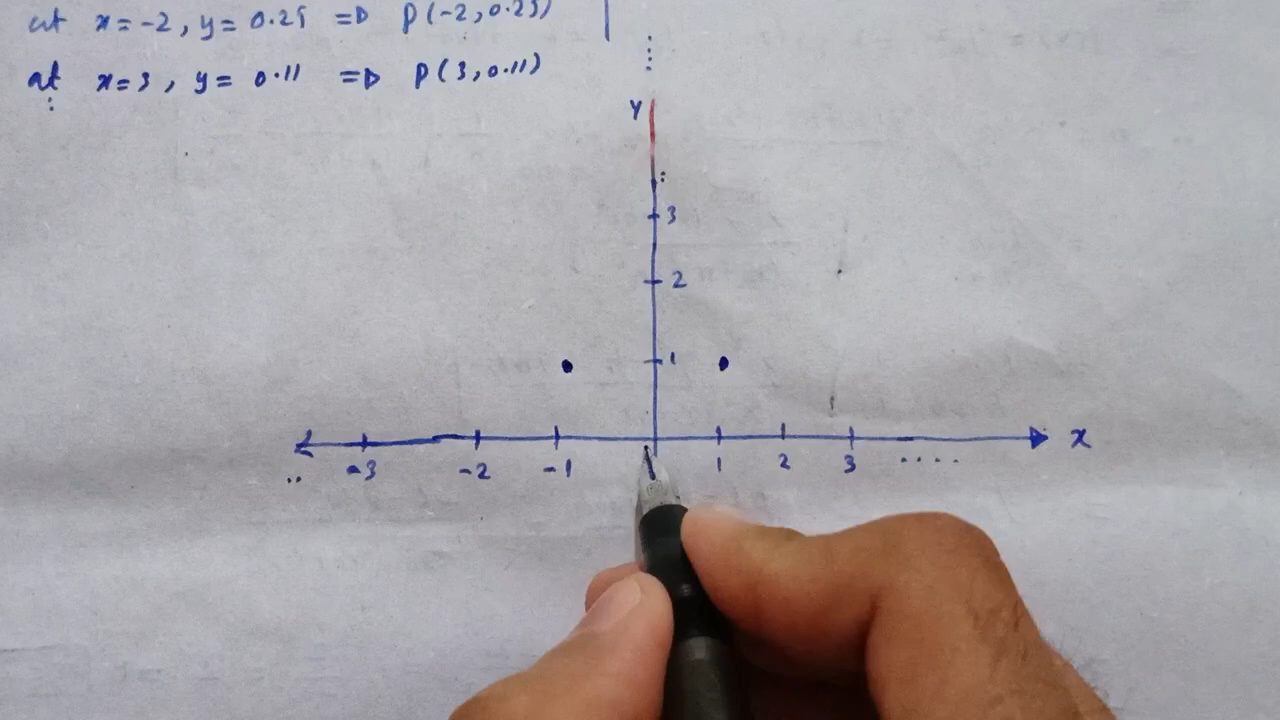 at x=-2, y= 0.25 => P(-2,0.25)
at x=3, y= 0.11 => P(3,0.11)
:
⋮
Y
:
3
2
1
x
.. -3 -2 -1 1 2 3 ....